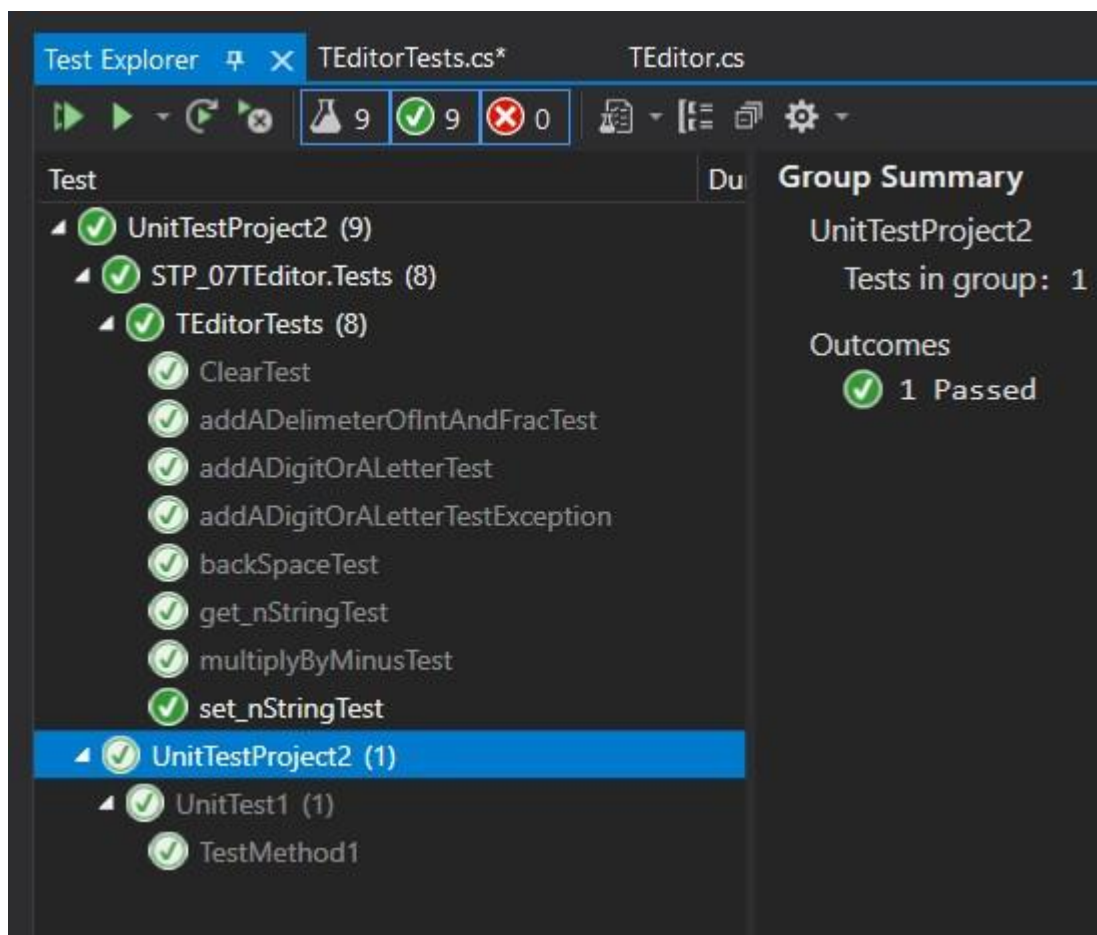 Test Explorer TEditorTests.cs* TEditor.cs
9 9 0
Test Du Group Summary
UnitTestProject2 (9) UnitTestProject2
STP_07TEditor.Tests (8) Tests in group: 1
TEditorTests (8) Outcomes
ClearTest 1 Passed
addADelimeterOfIntAndFracTest
addADigitOrALetterTest
addADigitOrALetterTestException
backSpaceTest
get_nStringTest
multiplyByMinusTest
set_nStringTest
UnitTestProject2 (1)
UnitTest1 (1)
TestMethod1